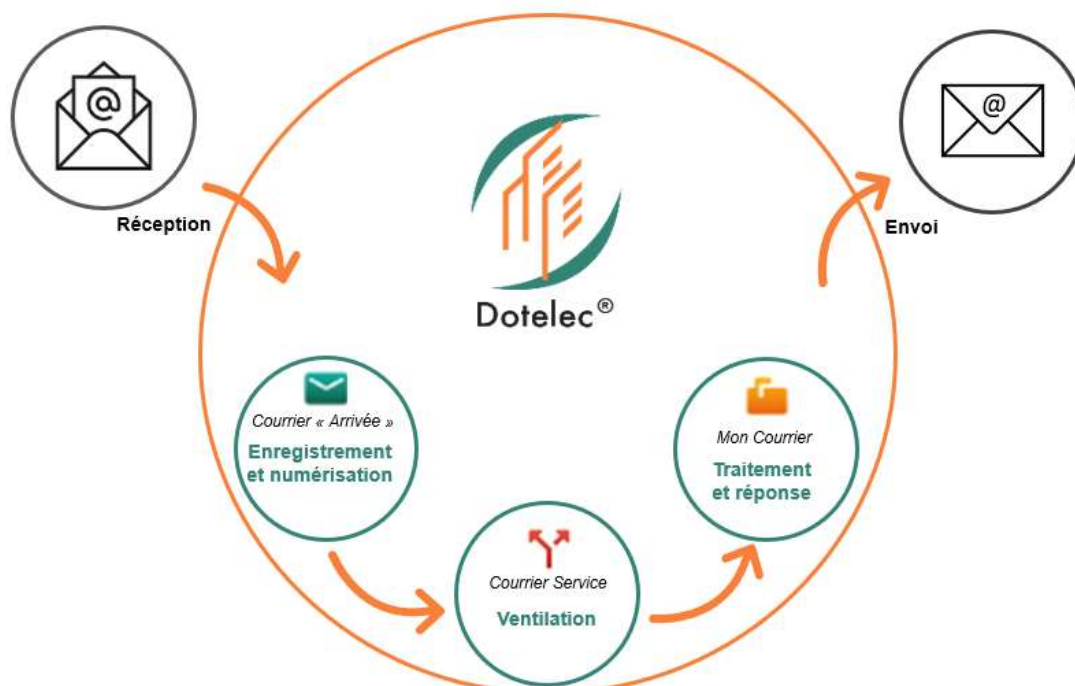 @
@
Réception
Envoi
Dotelec®
Courrier « Arrivée »
Enregistrement
et numérisation
Mon Courrier
Traitement
et réponse
Courrier Service
Ventilation